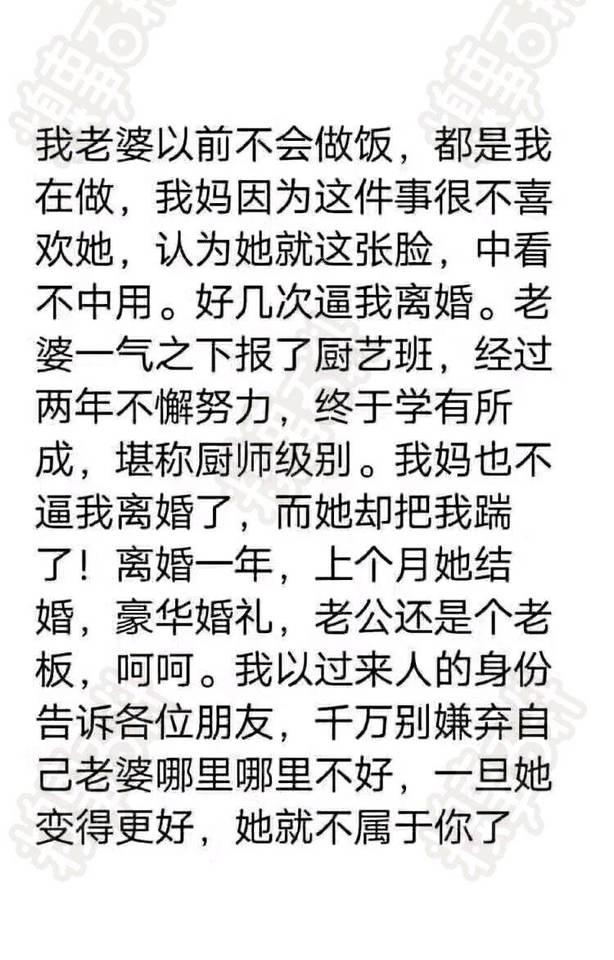 我老婆以前不会做饭，都是我
在做，我妈因为这件事很不喜
欢她，认为她就这张脸，中看
不中用。好几次逼我离婚。老
婆一气之下报了厨艺班，经过
两年不懈努力，终于学有所
成，堪称厨师级别。我妈也不
逼我离婚了，而她却把我踹
了！离婚一年，上个月她结
婚，豪华婚礼，老公还是个老
板，呵呵。我以过来人的身份
告诉各位朋友，千万别嫌弃自
己老婆哪里哪里不好，一旦她
变得更好，她就不属于你了